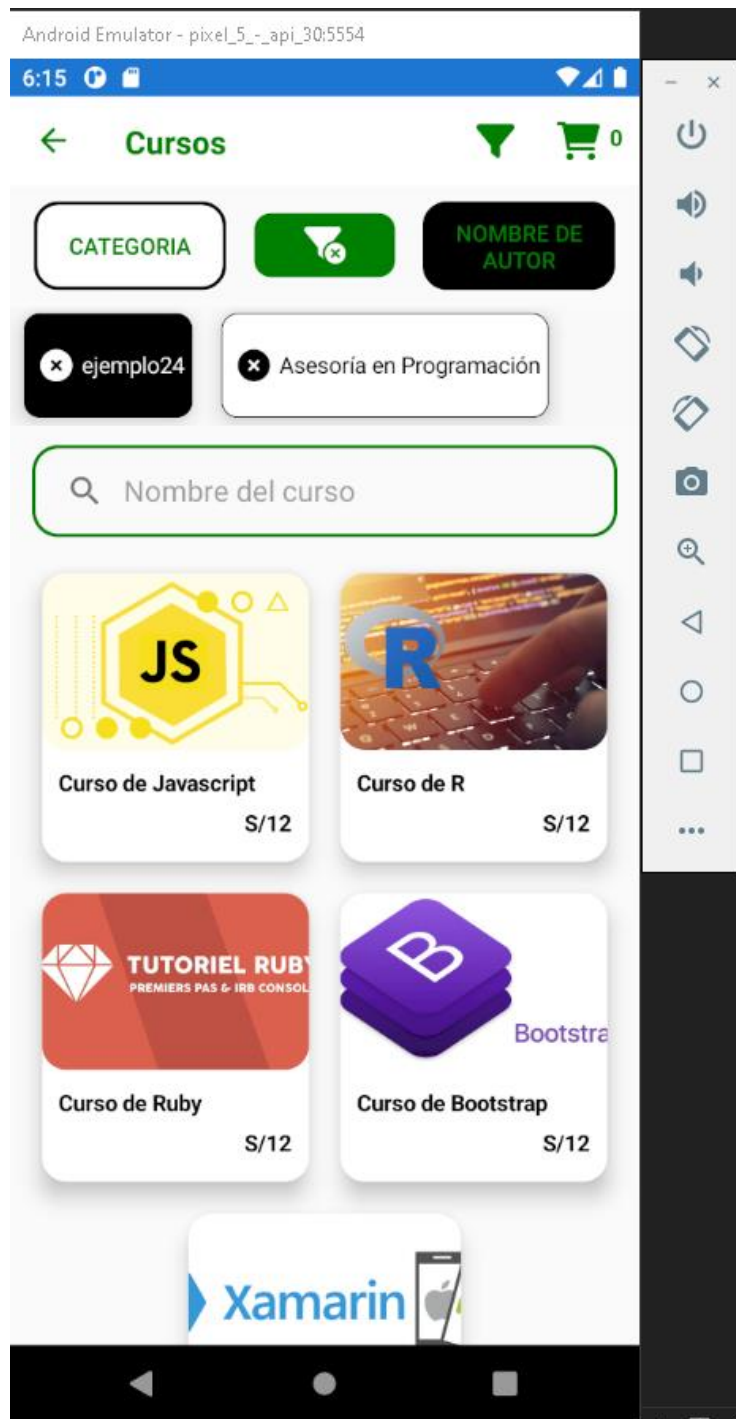 Android Emulator - pixel_5_-_api_30:5554
6:15
Cursos
0
CATEGORIA
NOMBRE DE
AUTOR
ejemplo24
Asesoría en Programación
Nombre del curso
JS
R
Curso de Javascript
Curso de R
S/12
S/12
TUTORIEL RUBY
PREMIERS PAS & IRB CONSOL
B
Bootstra
Curso de Ruby
Curso de Bootstrap
S/12
S/12
Xamarin